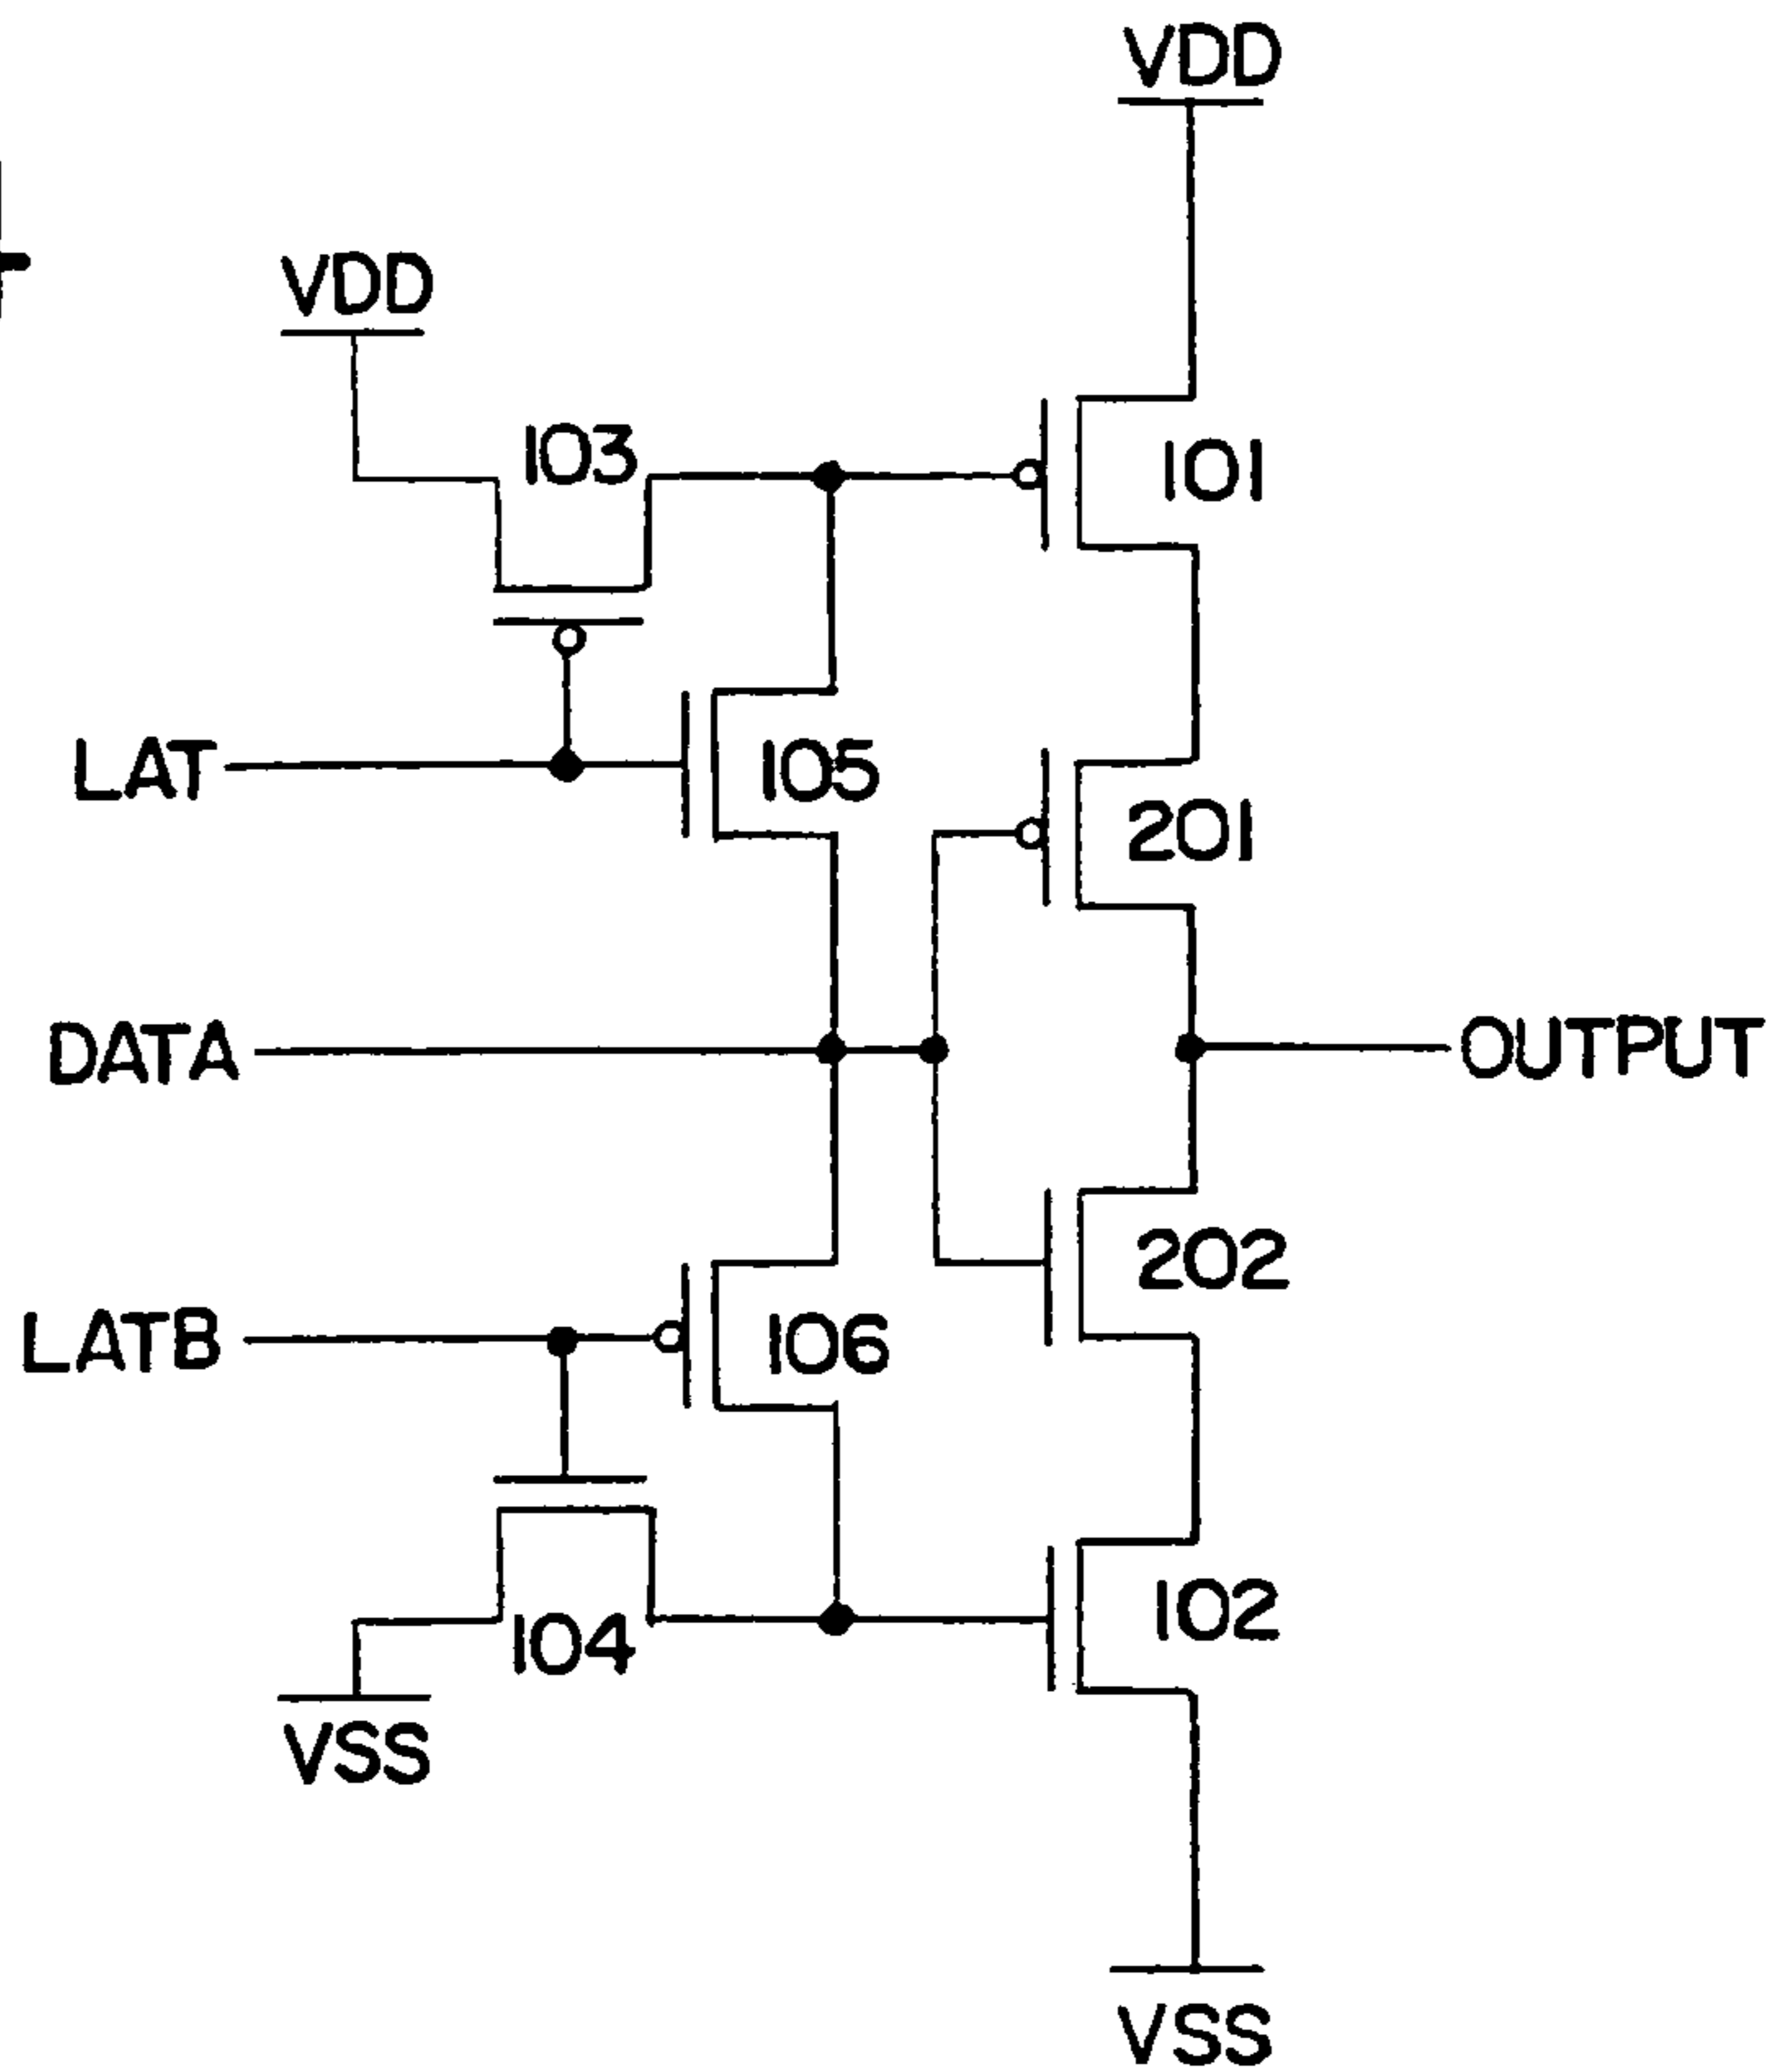 VDD
VDD
103
101
LAT
105
201
DATA
OUTPUT
202
LATB
106
104
102
VSS
VSS